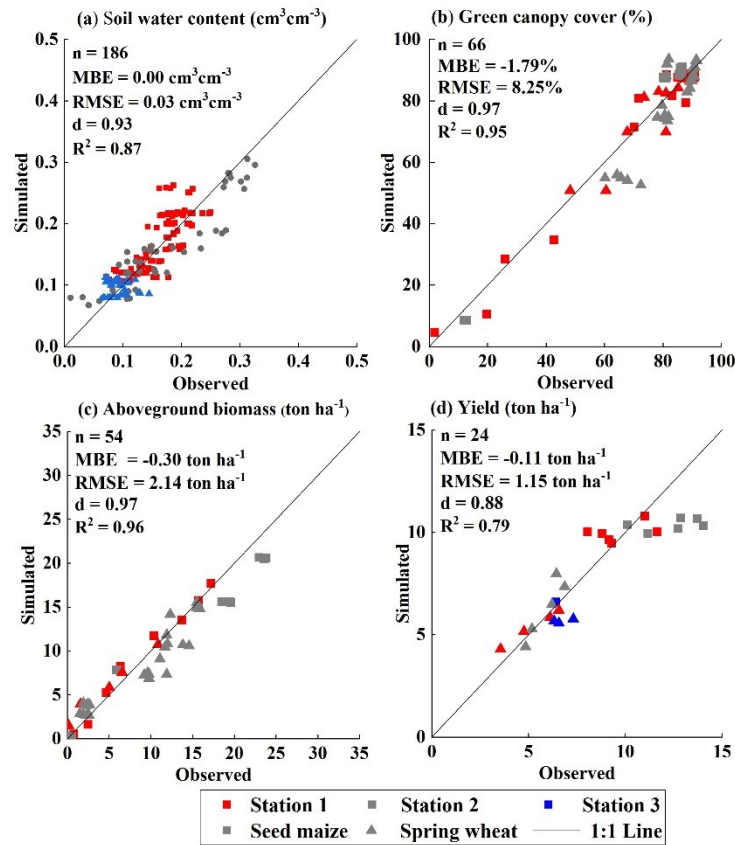 (a) Soil water content (cm³cm⁻³)
n = 186
MBE = 0.00 cm³cm⁻³
RMSE = 0.03 cm³cm⁻³
d = 0.93
R² = 0.87
0.5
0.4
0.3
0.2
0.1
0.0
Simulated
0.0 0.1 0.2 0.3 0.4 0.5
Observed
(b) Green canopy cover (%)
n = 66
MBE = -1.79%
RMSE = 8.25%
d = 0.97
R² = 0.95
100
80
60
40
20
0
Simulated
0 20 40 60 80 100
Observed
(c) Aboveground biomass (ton ha⁻¹)
n = 54
MBE = -0.30 ton ha⁻¹
RMSE = 2.14 ton ha⁻¹
d = 0.97
R² = 0.96
35
30
25
20
15
10
5
0
Simulated
0 5 10 15 20 25 30 35
Observed
(d) Yield (ton ha⁻¹)
n = 24
MBE = -0.11 ton ha⁻¹
RMSE = 1.15 ton ha⁻¹
d = 0.88
R² = 0.79
15
10
5
0
Simulated
0 5 10 15
Observed
Station 1 Station 2 Station 3
Seed maize Spring wheat 1:1 Line